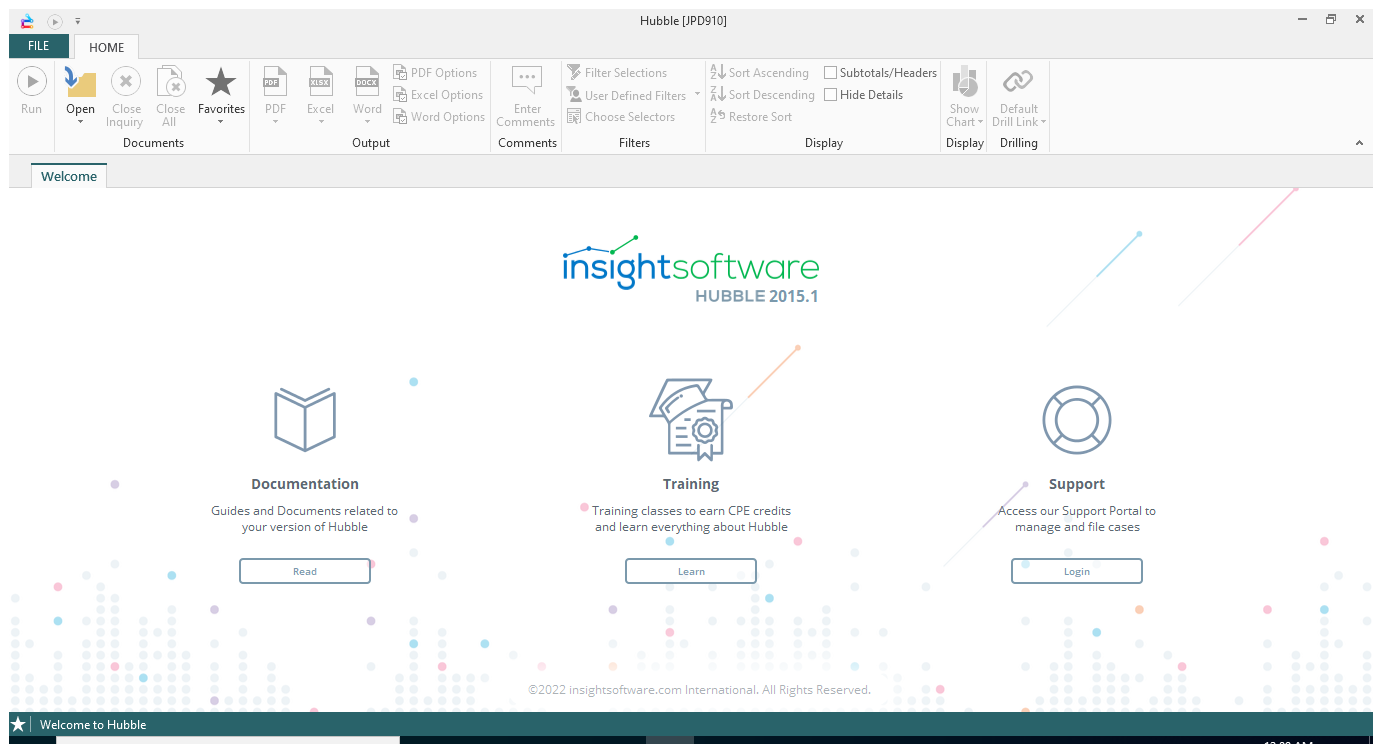 Hubble [JPD910]
FILE
HOME
Run
Open
Close Inquiry
Close All
Favorites
PDF
XLSX
DOCX
PDF
Excel
Word
PDF Options
Excel Options
Word Options
Enter Comments
Filter Selections
User Defined Filters
Choose Selectors
Sort Ascending
Sort Descending
Restore Sort
Subtotals/Headers
Hide Details
Show Chart
Default Drill Link
Documents
Output
Comments
Filters
Display
Display
Drilling
Welcome
insightsoftware
HUBBLE 2015.1
Documentation
Guides and Documents related to
your version of Hubble
Read
Training
Training classes to earn CPE credits
and learn everything about Hubble
Learn
Support
Access our Support Portal to
manage and file cases
Login
©2022 insightsoftware.com International. All Rights Reserved.
Welcome to Hubble